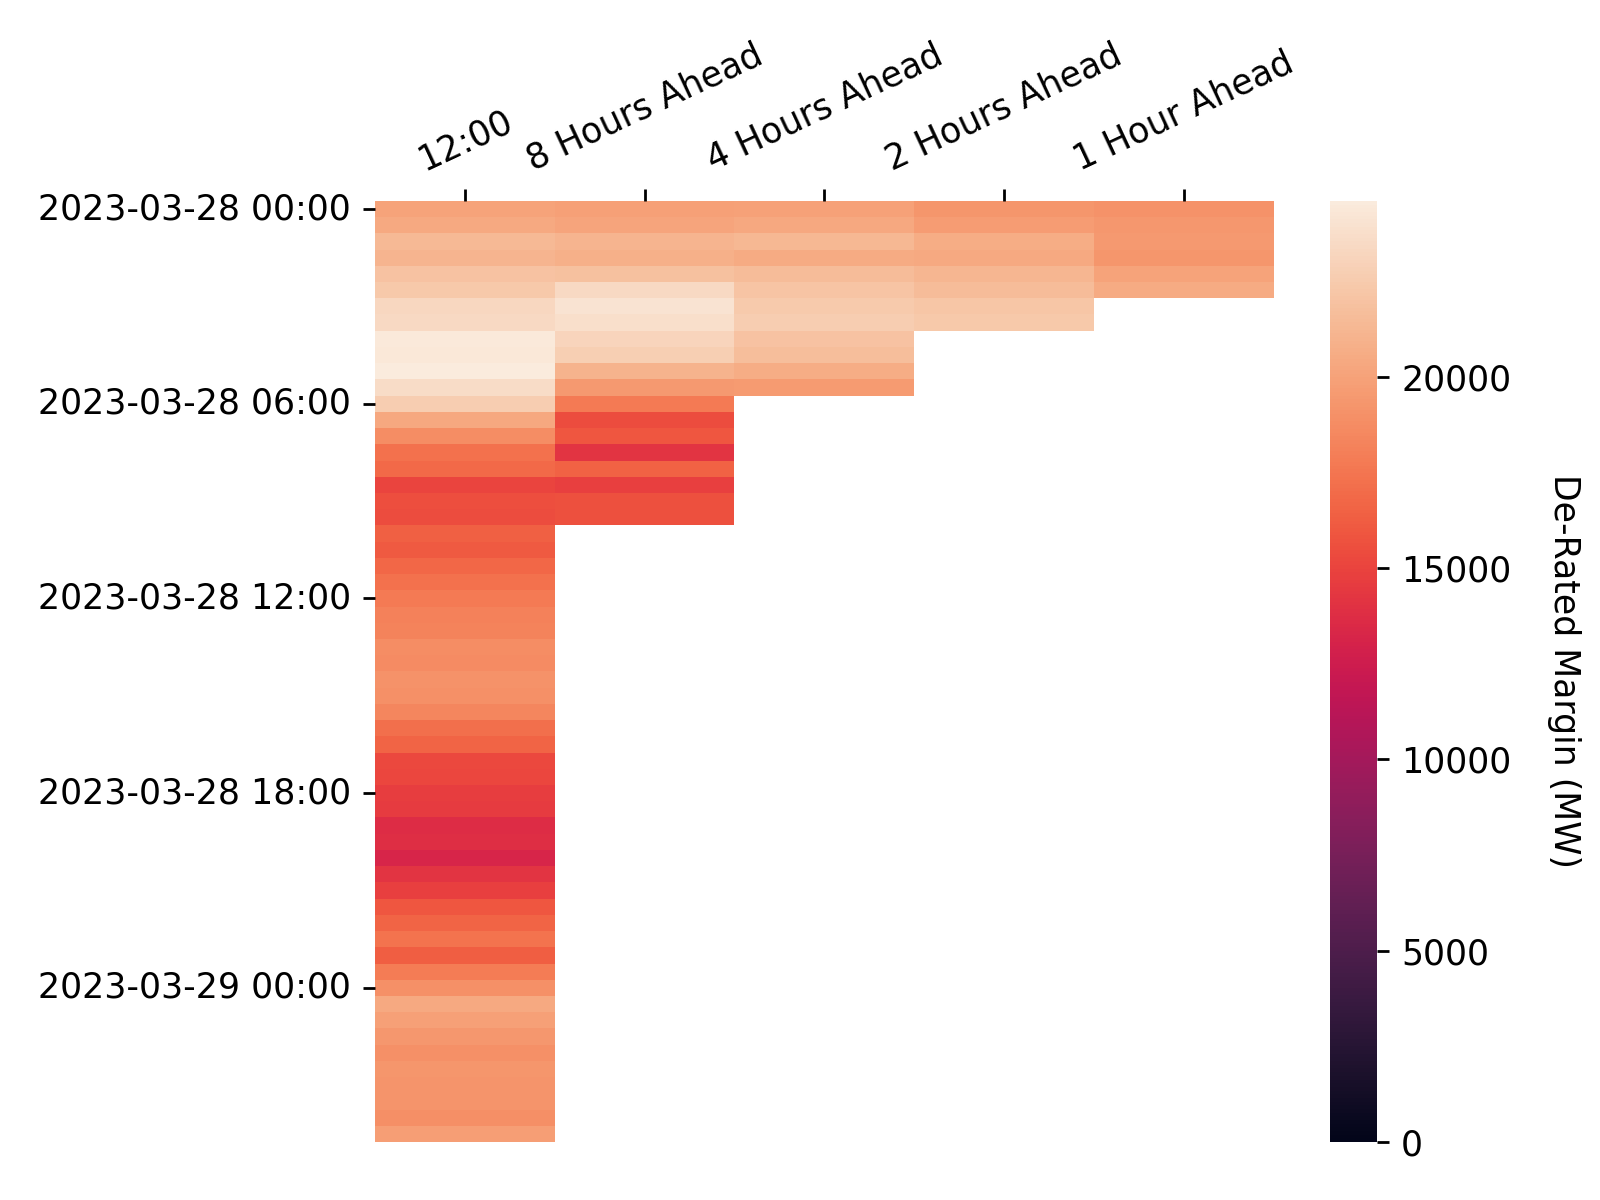 12:00
8 Hours Ahead
4 Hours Ahead
2 Hours Ahead
1 Hour Ahead
2023-03-28 00:00
2023-03-28 06:00
2023-03-28 12:00
2023-03-28 18:00
2023-03-29 00:00
20000
15000
10000
5000
0
De-Rated Margin (MW)